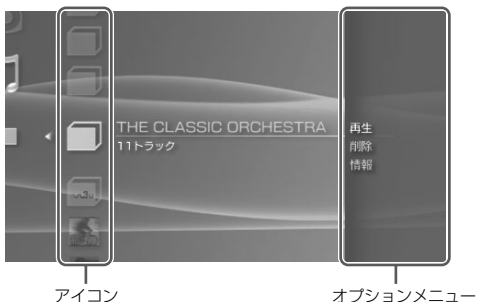 THE CLASSIC ORCHESTRA
11トラック
再生
削除
情報
アイコン
オプションメニュー